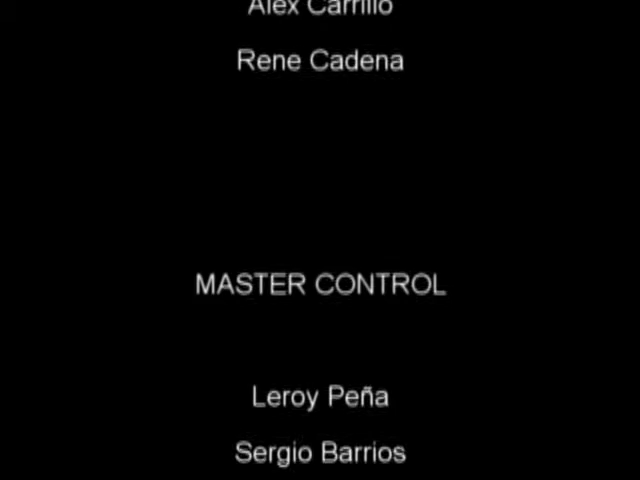 Alex Carrillo
Rene Cadena
MASTER CONTROL
Leroy Peña
Sergio Barrios